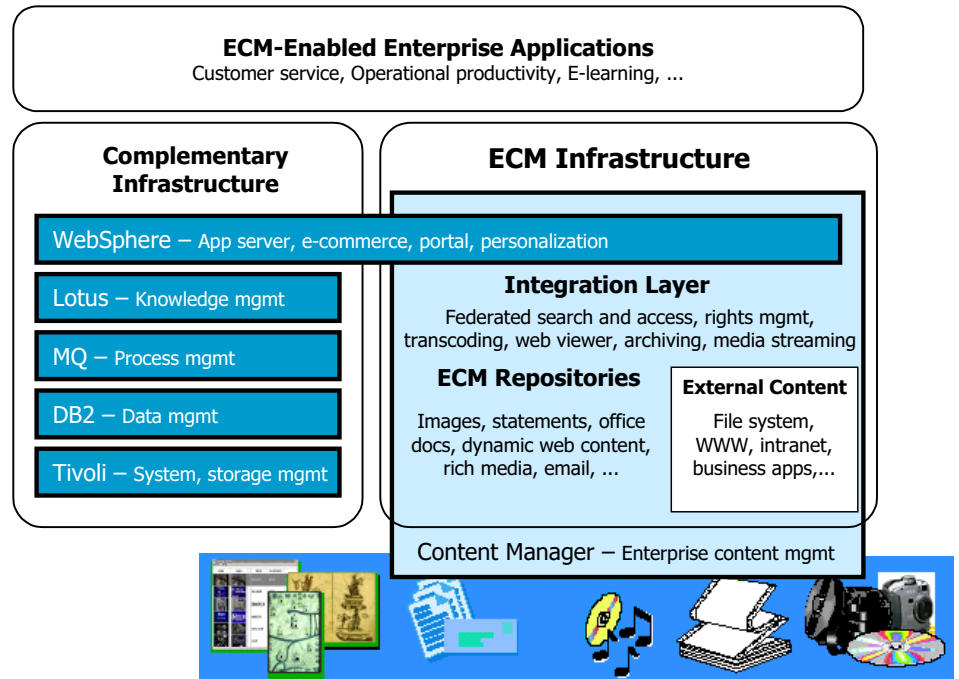 ECM-Enabled Enterprise Applications
Customer service, Operational productivity, E-learning, ...
Complementary
Infrastructure
ECM Infrastructure
WebSphere – App server, e-commerce, portal, personalization
Lotus – Knowledge mgmt
MQ – Process mgmt
DB2 – Data mgmt
Tivoli – System, storage mgmt
Integration Layer
Federated search and access, rights mgmt,
transcoding, web viewer, archiving, media streaming
ECM Repositories
Images, statements, office
docs, dynamic web content,
rich media, email, ...
External Content
File system,
WWW, intranet,
business apps,...
Content Manager – Enterprise content mgmt